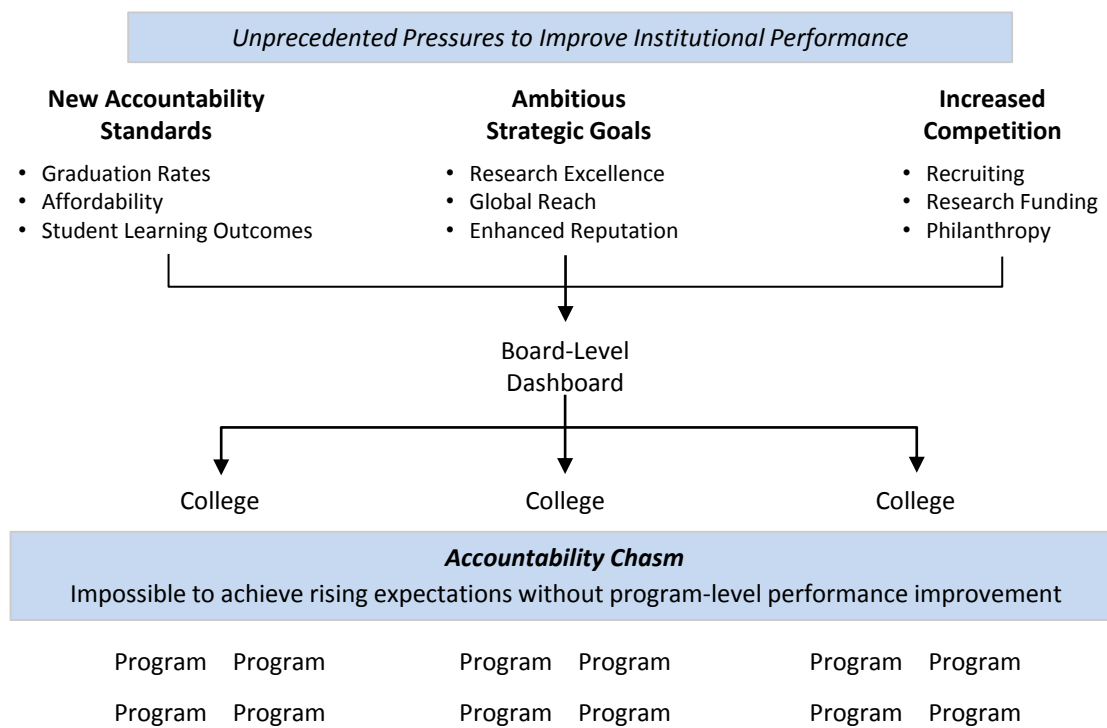 Unprecedented Pressures to Improve Institutional Performance
New Accountability
Standards
• Graduation Rates
• Affordability
• Student Learning Outcomes
Ambitious
Strategic Goals
• Research Excellence
• Global Reach
• Enhanced Reputation
Increased
Competition
• Recruiting
• Research Funding
• Philanthropy
Board-Level
Dashboard
College College College
Accountability Chasm
Impossible to achieve rising expectations without program-level performance improvement
Program Program Program Program Program Program
Program Program Program Program Program Program